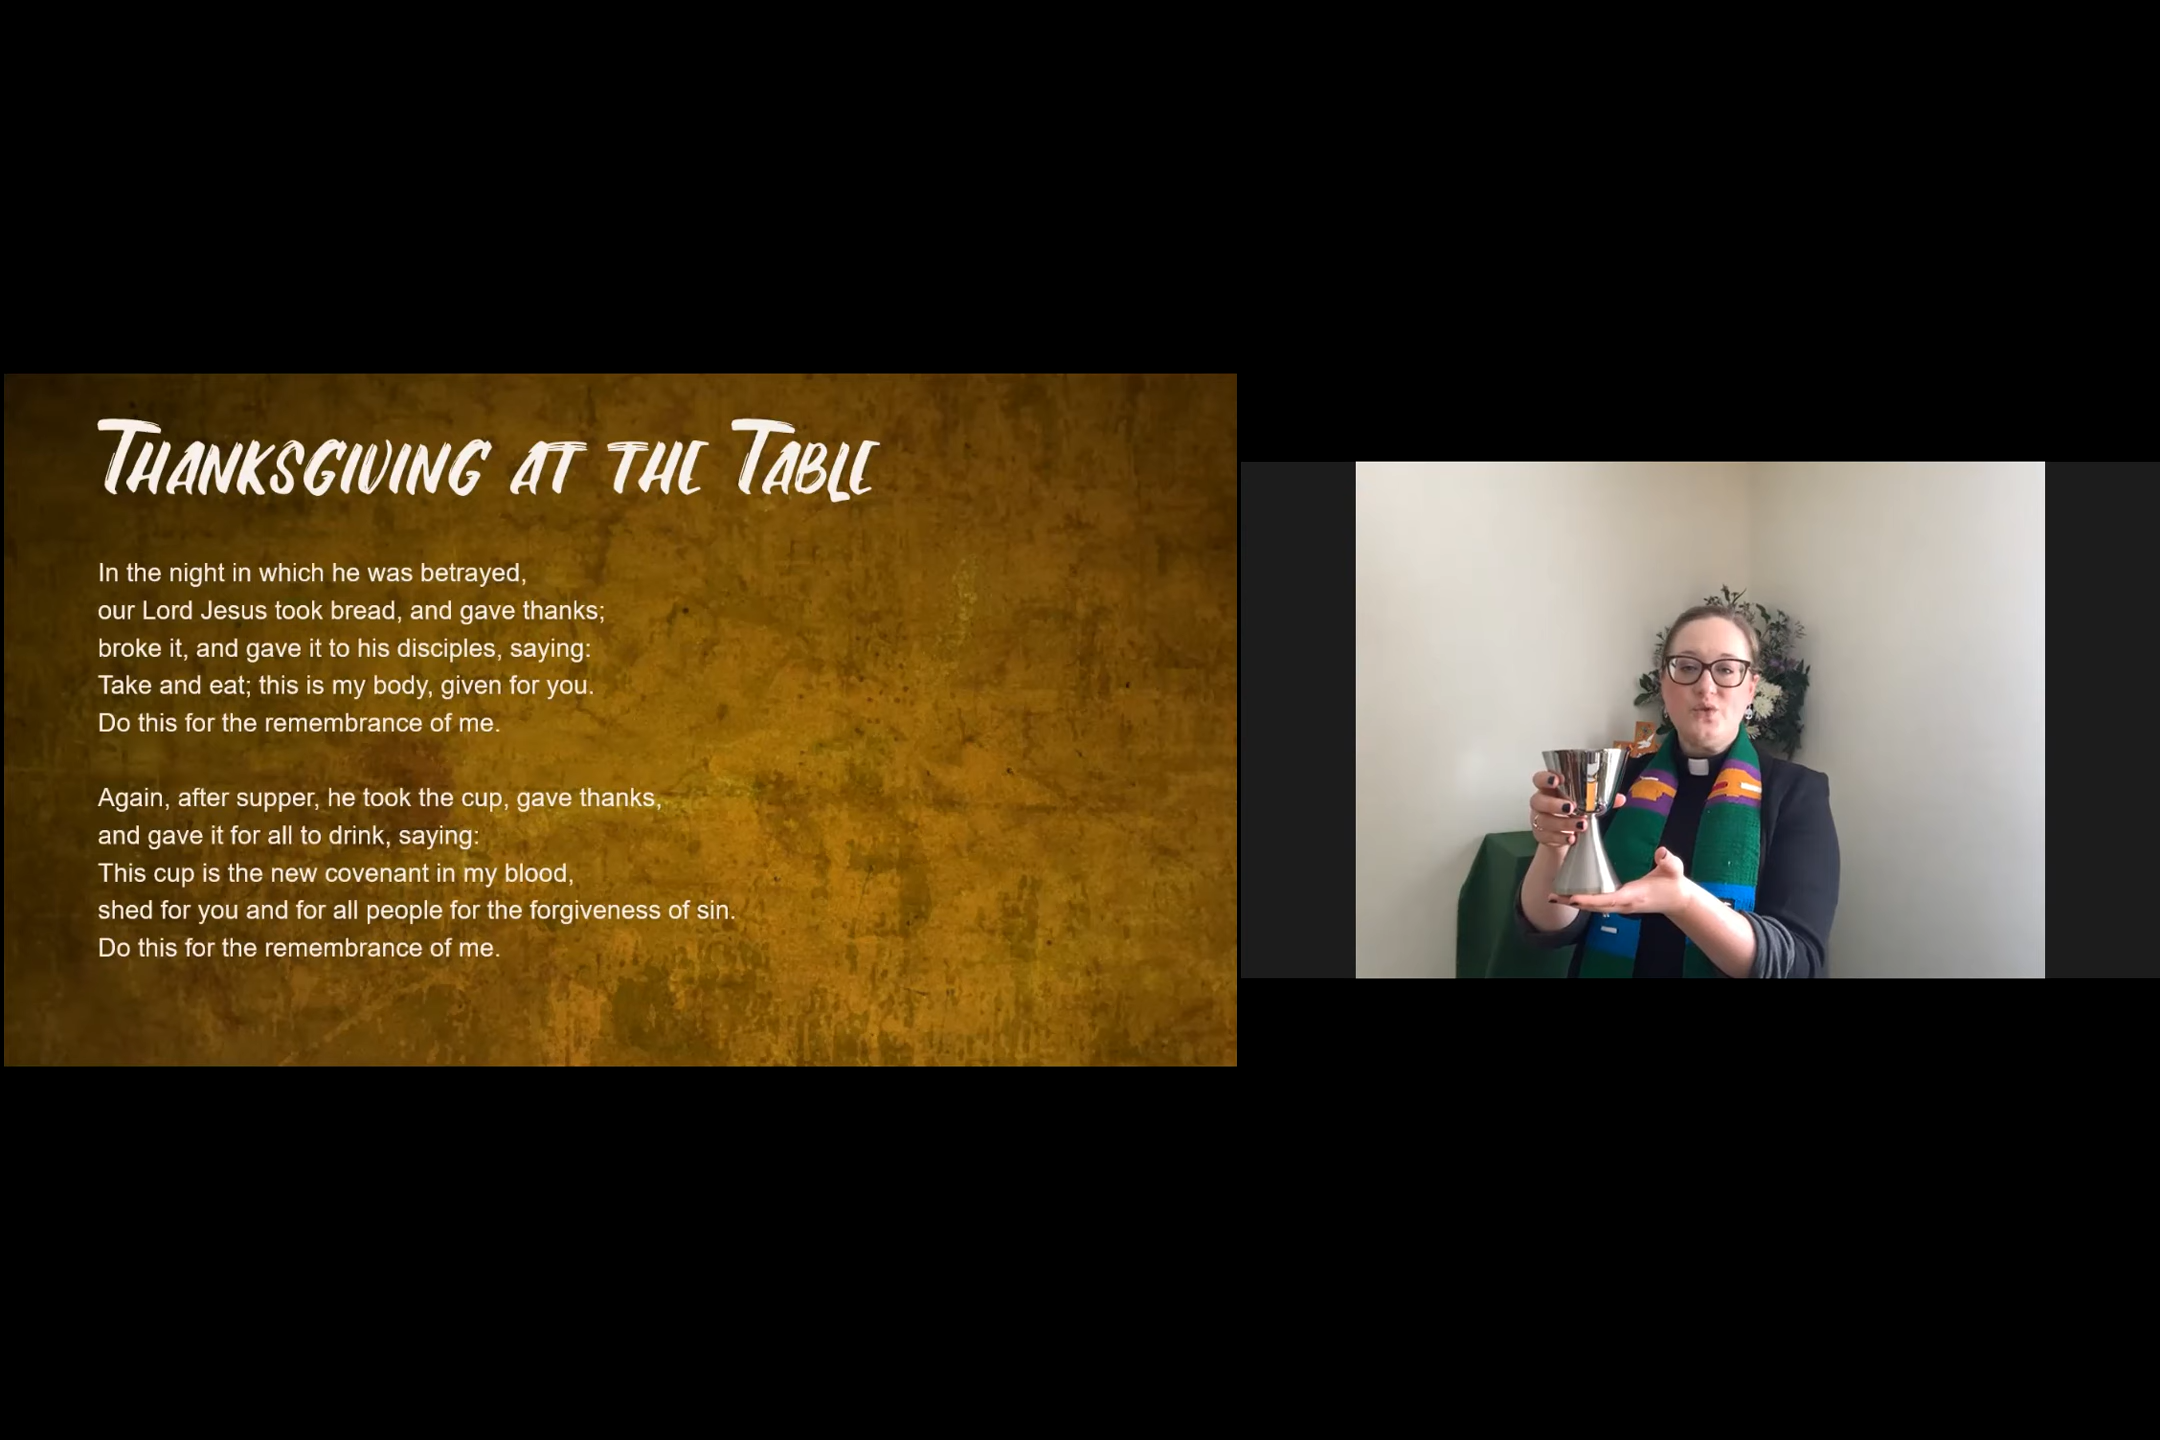 Thanksgiving at the Table
In the night in which he was betrayed,
our Lord Jesus took bread, and gave thanks;
broke it, and gave it to his disciples, saying:
Take and eat; this is my body, given for you.
Do this for the remembrance of me.
Again, after supper, he took the cup, gave thanks,
and gave it for all to drink, saying:
This cup is the new covenant in my blood,
shed for you and for all people for the forgiveness of sin.
Do this for the remembrance of me.